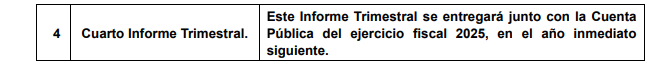 4 Cuarto Informe Trimestral. Este Informe Trimestral se entregará junto con la Cuenta
Pública del ejercicio fiscal 2025, en el año inmediato
siguiente.